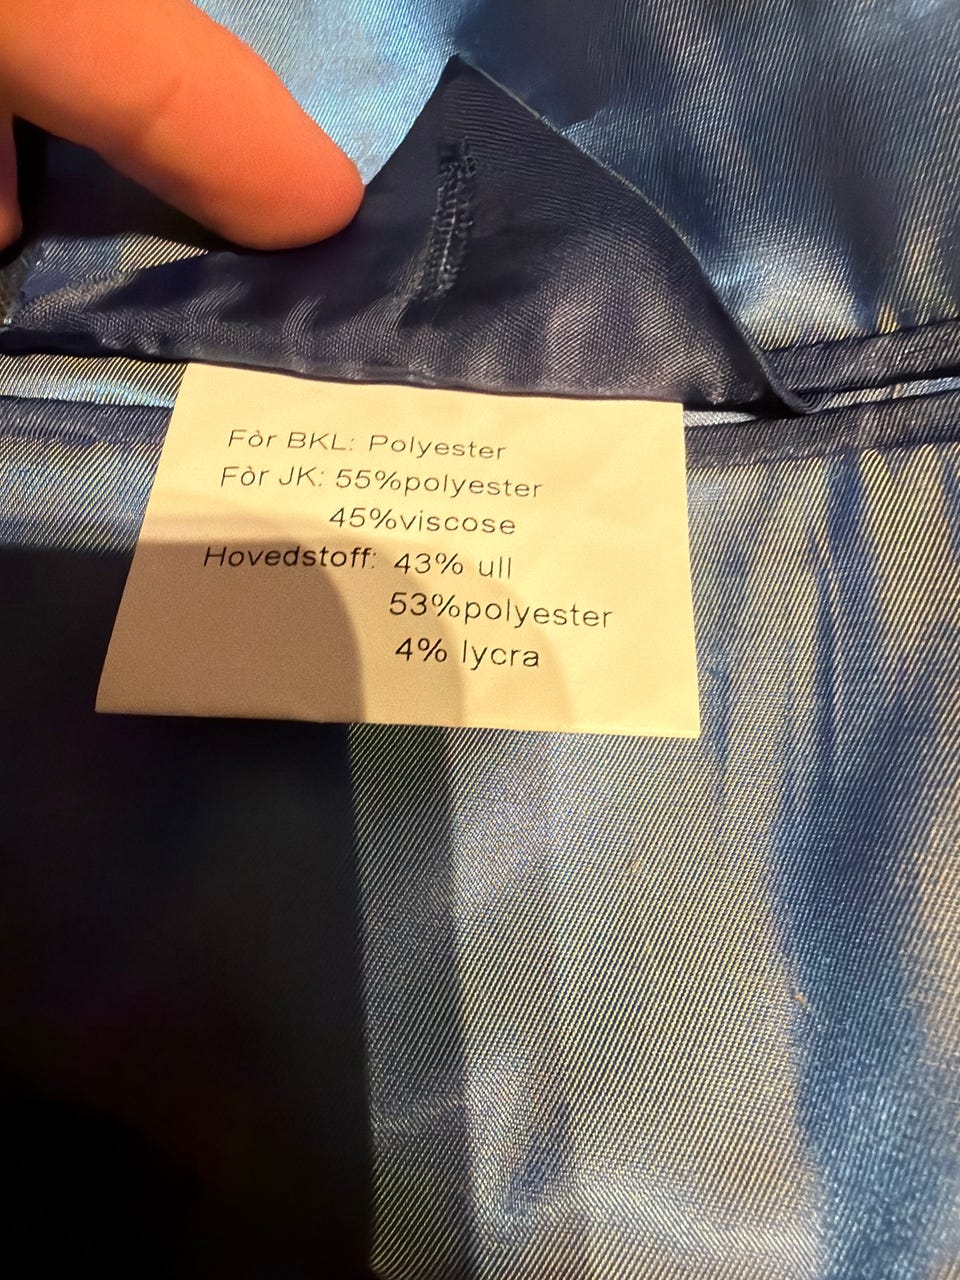 Fòr BKL: Polyester
Fòr JK: 55%polyester
45%viscose
Hovedstoff: 43% ull
53%polyester
4% lycra